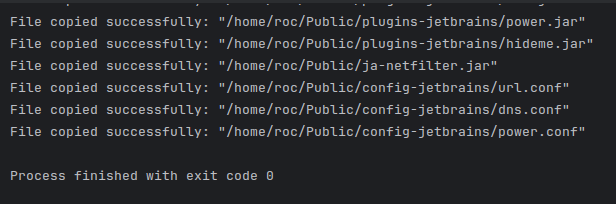 File copied successfully: "/home/roc/Public/plugins-jetbrains/power.jar"
File copied successfully: "/home/roc/Public/plugins-jetbrains/hideme.jar"
File copied successfully: "/home/roc/Public/ja-netfilter.jar"
File copied successfully: "/home/roc/Public/config-jetbrains/url.conf"
File copied successfully: "/home/roc/Public/config-jetbrains/dns.conf"
File copied successfully: "/home/roc/Public/config-jetbrains/power.conf"
Process finished with exit code 0